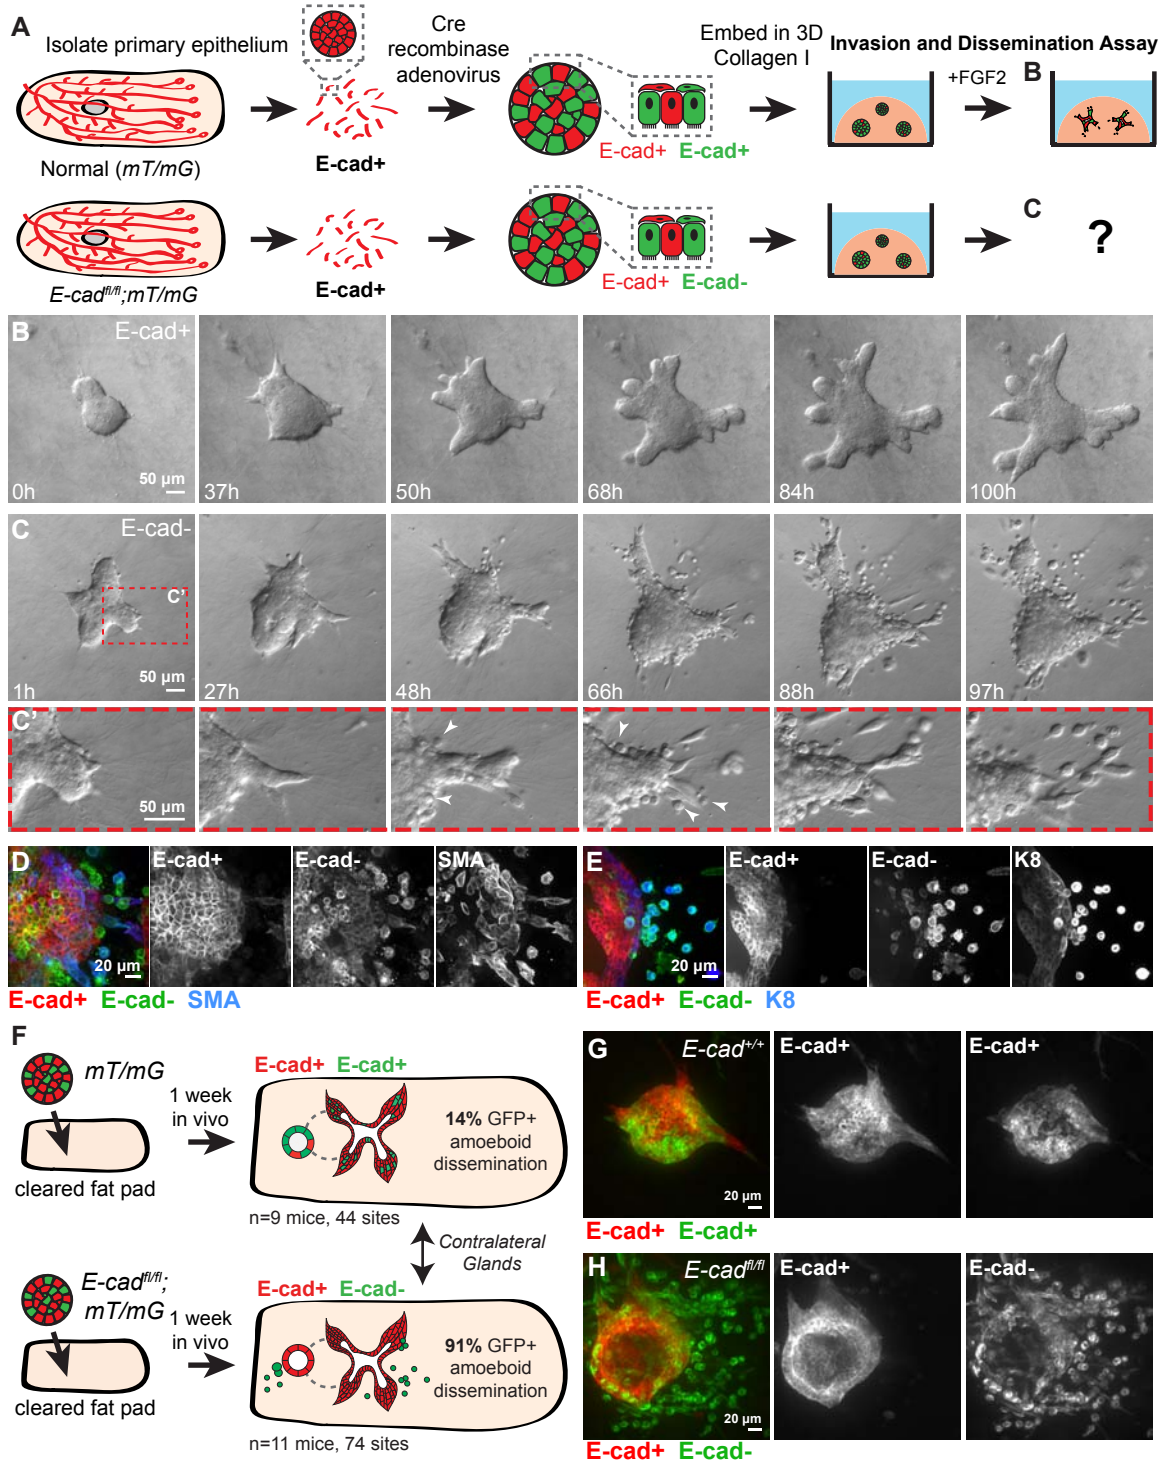 A
Isolate primary epithelium
Cre
recombinase
adenovirus
Embed in 3D
Collagen I
Invasion and Dissemination Assay
+FGF2
B
Normal (mT/mG)
E-cad+
E-cad+ E-cad+
E-cadfl/fl;mT/mG
E-cad+
E-cad+ E-cad-
C
?
B
E-cad+
50 µm
0h
37h
50h
68h
84h
100h
C
E-cad-
C'
50 µm
1h
27h
48h
66h
88h
97h
C'
50 µm
D
E-cad+
E-cad-
SMA
20 µm
E-cad+ E-cad- SMA
E
E-cad+
E-cad-
K8
20 µm
E-cad+ E-cad- K8
F
mT/mG
cleared fat pad
1 week
in vivo
E-cad+ E-cad+
14% GFP+
amoeboid
dissemination
n=9 mice, 44 sites
Contralateral
Glands
E-cadfl/fl;
mT/mG
cleared fat pad
1 week
in vivo
E-cad+ E-cad-
91% GFP+
amoeboid
dissemination
n=11 mice, 74 sites
G
E-cad+/+
E-cad+
E-cad+
20 µm
E-cad+ E-cad+
H
E-cadfl/fl
E-cad+
E-cad-
20 µm
E-cad+ E-cad-